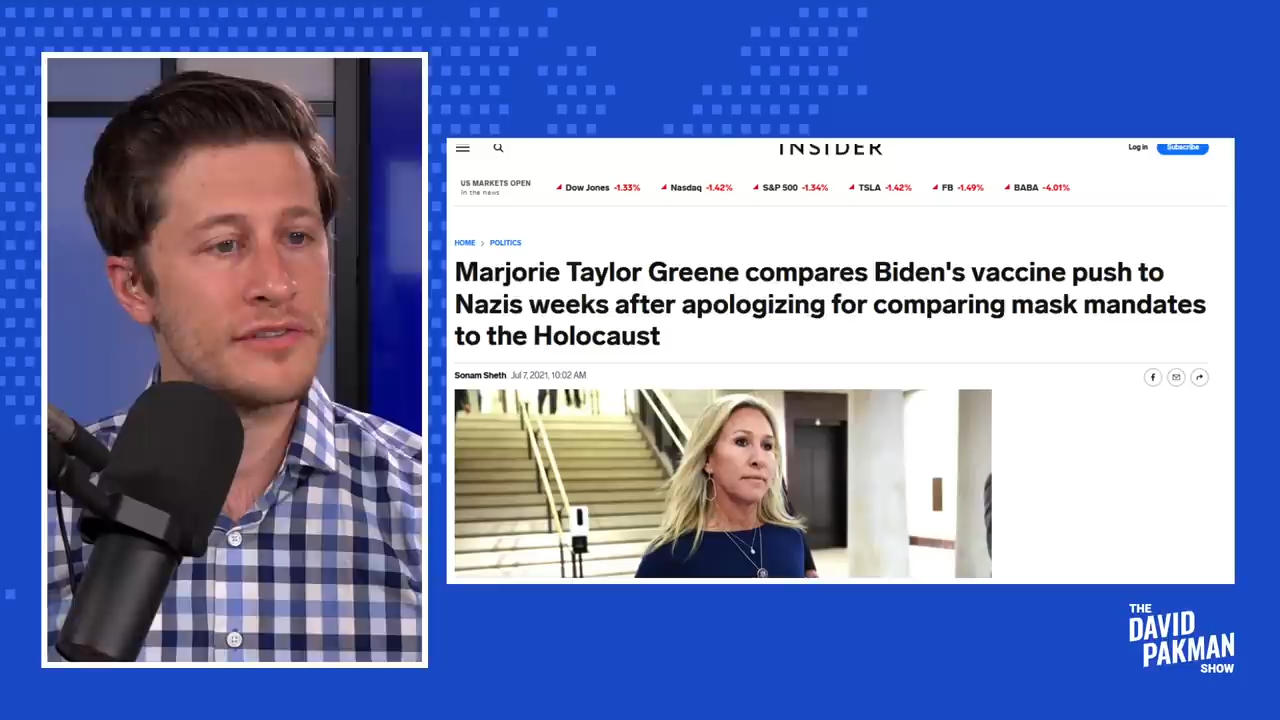 INSIDER
Log in
Subscribe
US MARKETS OPEN
In the news
Dow Jones -1.33%
Nasdaq -1.42%
S&P 500 -1.34%
TSLA -1.42%
FB -1.49%
BABA -4.01%
HOME > POLITICS
Marjorie Taylor Greene compares Biden's vaccine push to
Nazis weeks after apologizing for comparing mask mandates
to the Holocaust
Sonam Sheth Jul 7, 2021, 10:02 AM
THE
DAVID
PAKMAN
SHOW